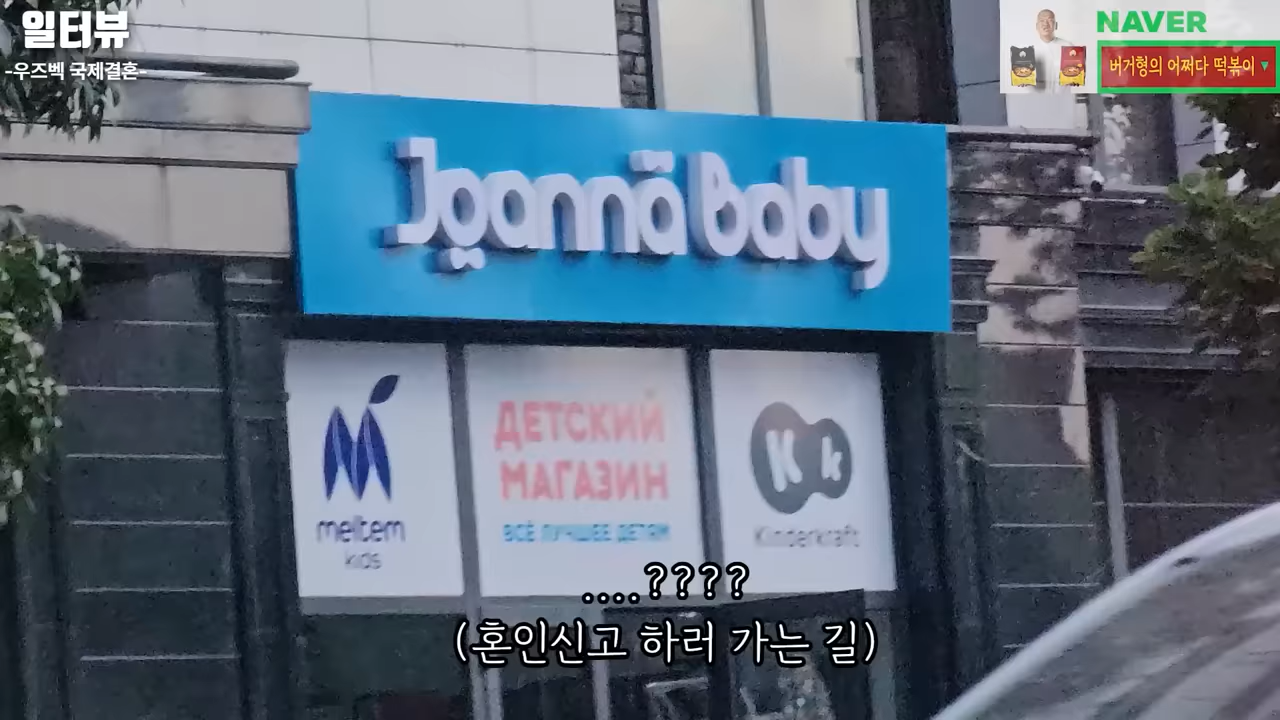 일터뷰
-우즈벡 국제결혼-
NAVER
버거형의 어쩌다 떡볶이
Joanna baby
meltem
kids
ДЕТСКИЙ
МАГАЗИН
ВСЁ ЛУЧШЕЕ ДЕТЯМ
K k
Kinderkraft
....????
(혼인신고 하러 가는 길)